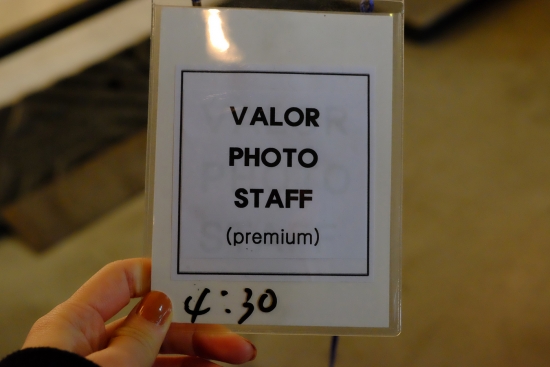 VALOR
PHOTO
STAFF
(premium)
4:30